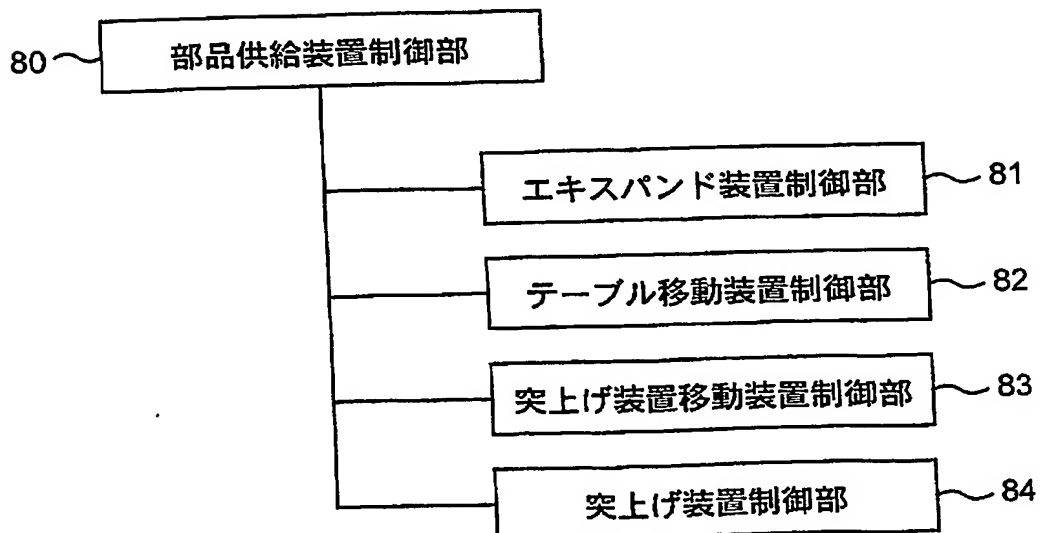 80 部品供給装置制御部
エキスパンド装置制御部 81
テーブル移動装置制御部 82
突上げ装置移動装置制御部 83
突上げ装置制御部 84